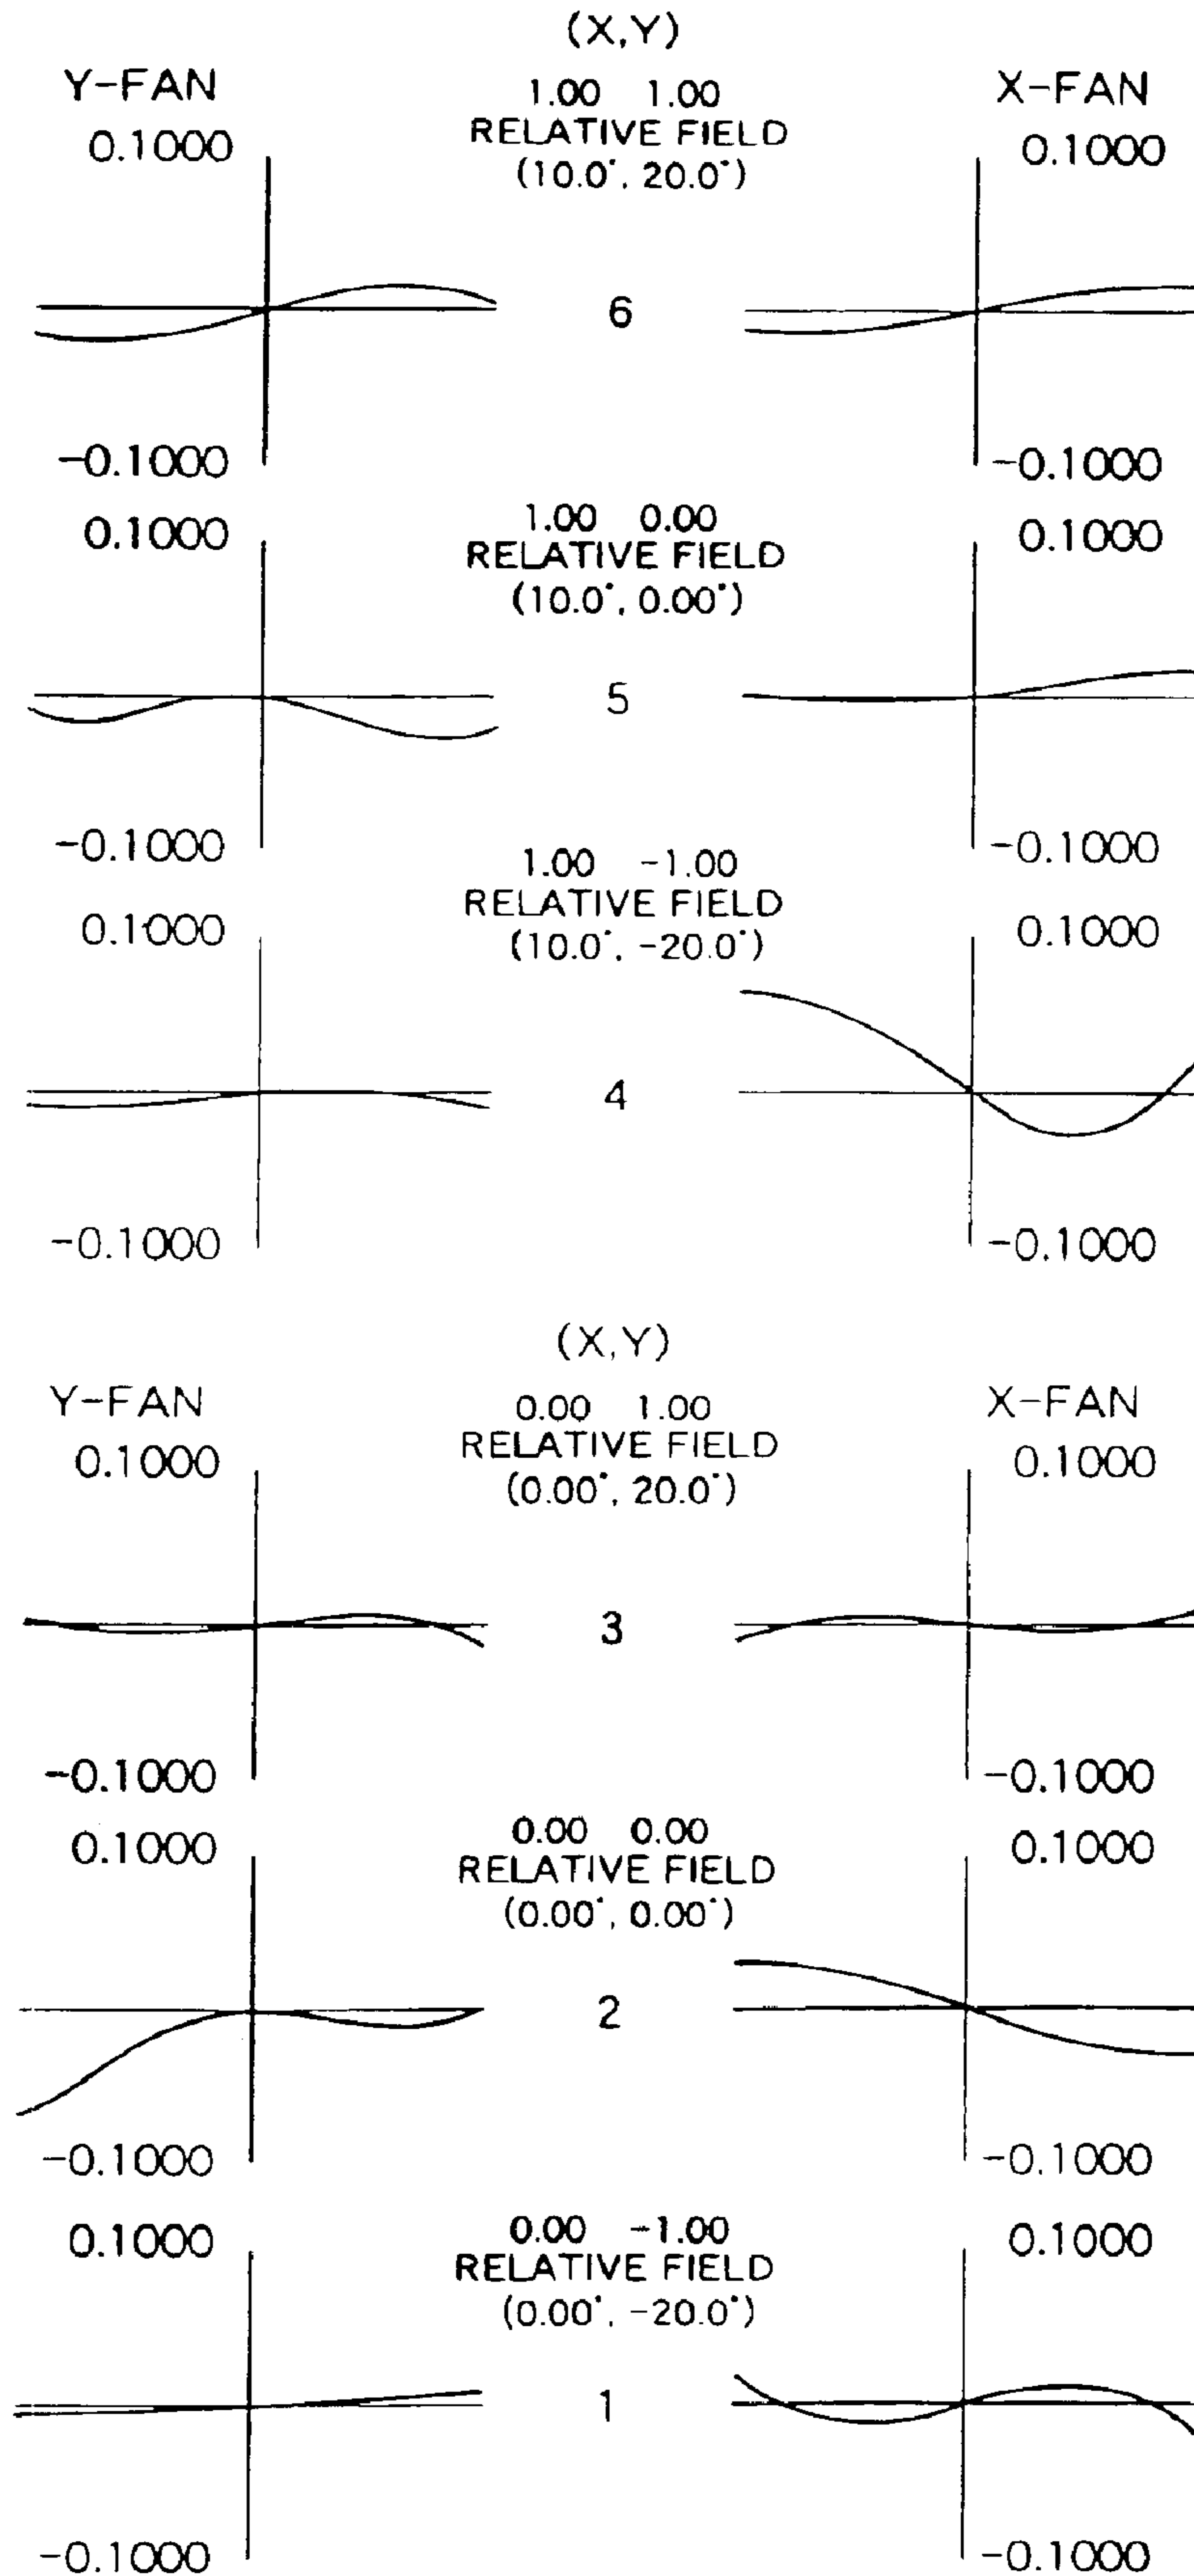 (X,Y)
Y-FAN 1.00 1.00 X-FAN
0.1000 RELATIVE FIELD 0.1000
(10.0°, 20.0°)
6
-0.1000 -0.1000
1.00 0.00
0.1000 RELATIVE FIELD 0.1000
(10.0°, 0.00°)
5
-0.1000 -0.1000
1.00 -1.00
0.1000 RELATIVE FIELD 0.1000
(10.0°, -20.0°)
4
-0.1000 -0.1000
(X,Y)
Y-FAN 0.00 1.00 X-FAN
0.1000 RELATIVE FIELD 0.1000
(0.00°, 20.0°)
3
-0.1000 -0.1000
0.00 0.00
0.1000 RELATIVE FIELD 0.1000
(0.00°, 0.00°)
2
-0.1000 -0.1000
0.00 -1.00
0.1000 RELATIVE FIELD 0.1000
(0.00°, -20.0°)
1
-0.1000 -0.1000